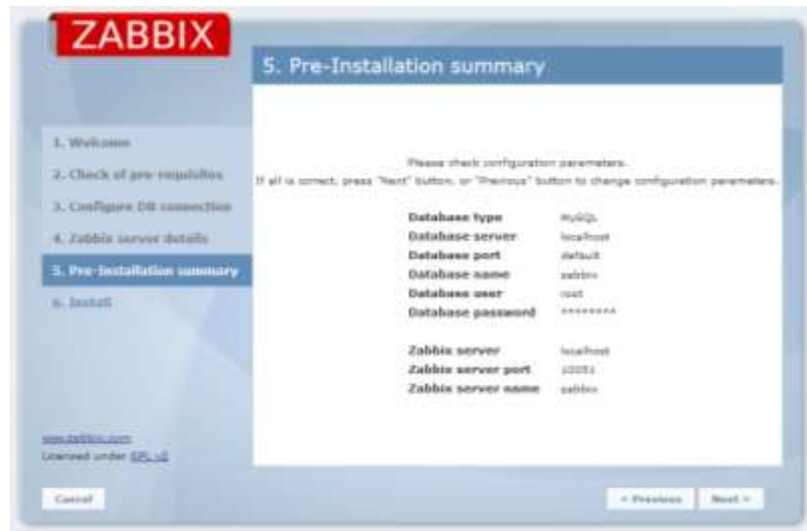 ZABBIX
5. Pre-Installation summary
1. Welcome
2. Check of pre-requisites
3. Configure DB connection
4. Zabbix server details
5. Pre-Installation summary
6. Install
Please check configuration parameters.
If all is correct, press "Next" button, or "Previous" button to change configuration parameters.
Database type MySQL
Database server localhost
Database port default
Database name zabbix
Database user root
Database password ********
Zabbix server localhost
Zabbix server port 10051
Zabbix server name zabbix
www.zabbix.com
Licensed under GPL v2
Cancel
« Previous
Next »